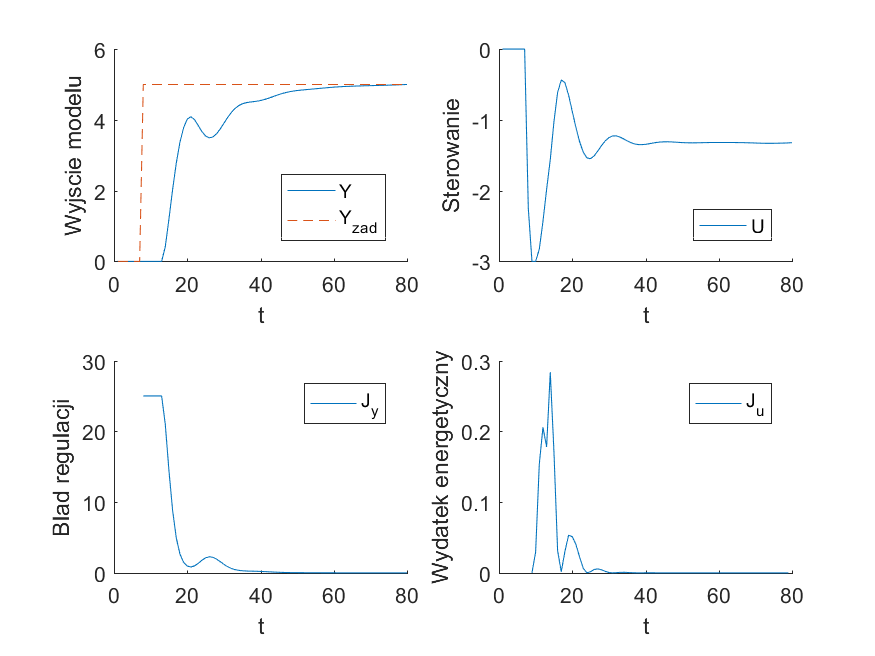 Wyjscie modelu
6
4
2
0
0 20 40 60 80
t
Y
Y_zad
Sterowanie
0
-1
-2
-3
0 20 40 60 80
t
U
Blad regulacji
30
20
10
0
0 20 40 60 80
t
J_y
Wydatek energetyczny
0.3
0.2
0.1
0
0 20 40 60 80
t
J_u